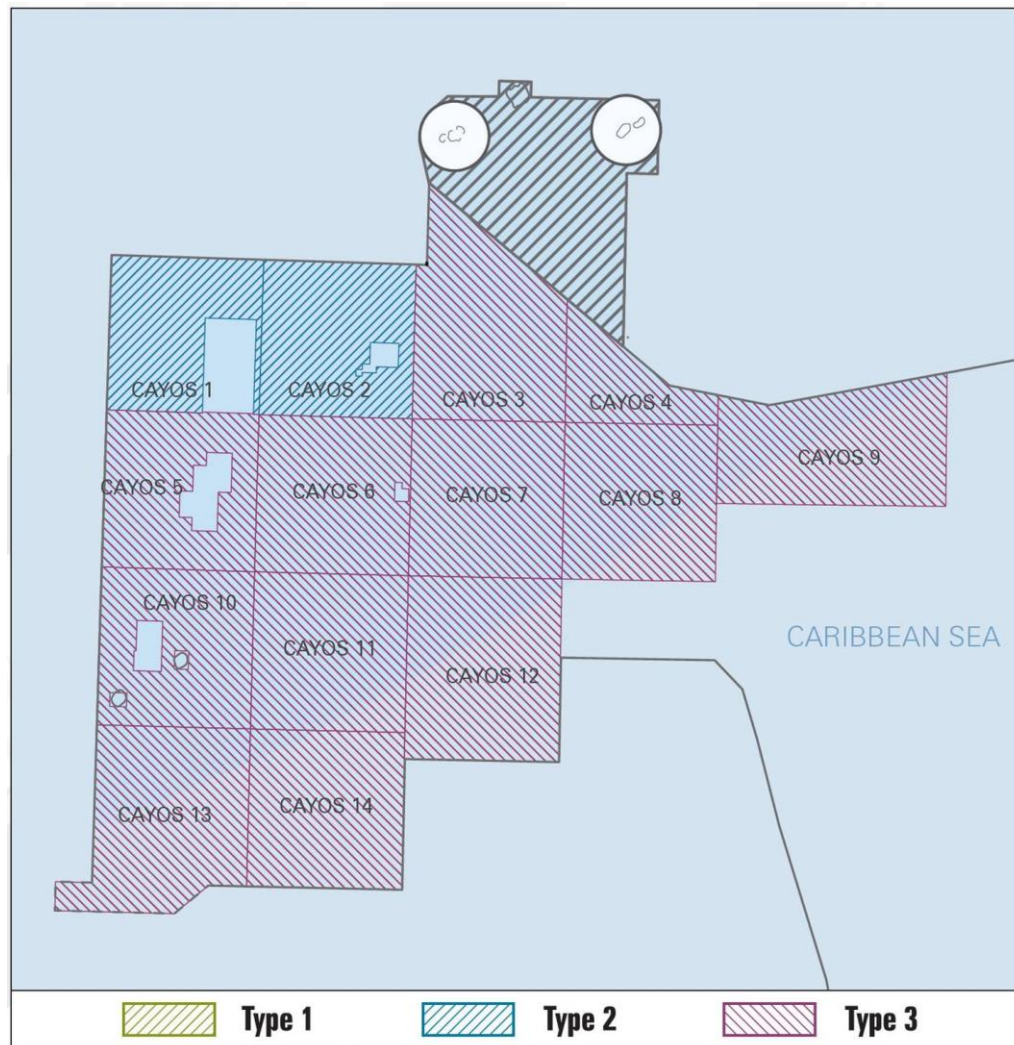 CAYOS 1
CAYOS 2
CAYOS 3
CAYOS 4
CAYOS 5
CAYOS 6
CAYOS 7
CAYOS 8
CAYOS 9
CAYOS 10
CAYOS 11
CAYOS 12
CARIBBEAN SEA
CAYOS 13
CAYOS 14
Type 1
Type 2
Type 3